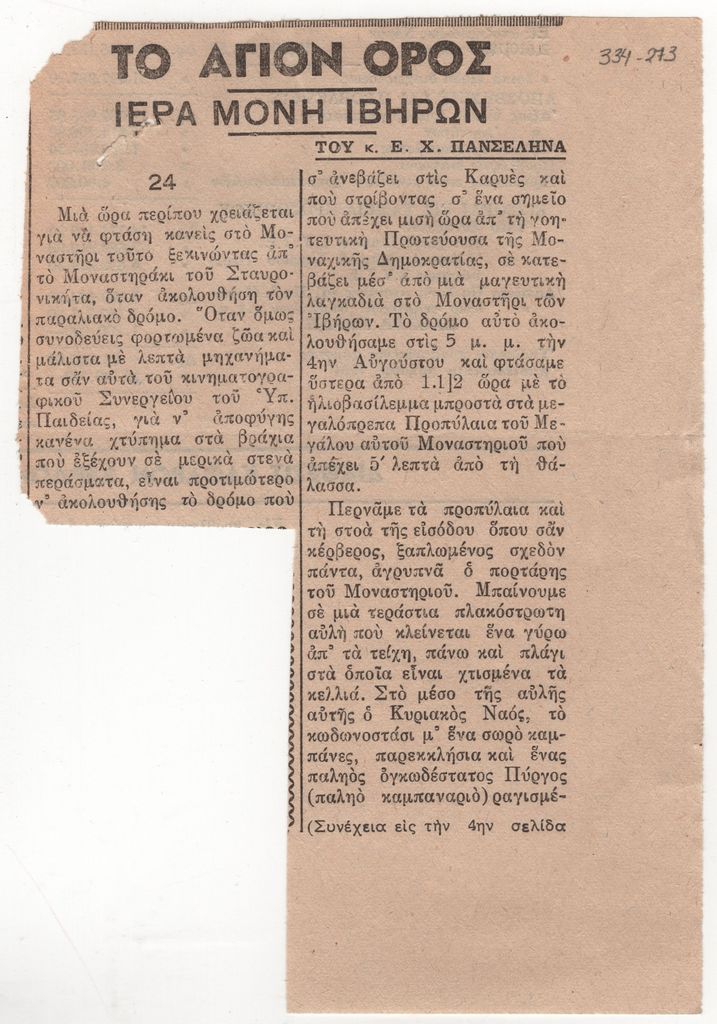 334-273
ΤΟ ΑΓΙΟΝ ΟΡΟΣ
ΙΕΡΑ ΜΟΝΗ ΙΒΗΡΩΝ
ΤΟΥ κ. Ε. Χ. ΠΑΝΣΕΛΗΝΑ
24
Μιὰ ὥρα περίπου χρειάζεται
γιὰ νὰ φτάση κανεὶς στὸ Μο-
ναστῆρι τοῦτο ξεκινώντας ἀπ᾿
τὸ Μοναστηράκι τοῦ Σταυρο-
νικήτα, ὅταν ἀκολουθήση τὸν
παραλιακὸ δρόμο. Ὅταν ὅμως
συνοδεύεις φορτωμένα ζῶα καὶ
μάλιστα μὲ λεπτὰ μηχανήμα-
τα σἂν αὐτὰ τοῦ κινηματογρα-
φικοῦ Συνεργείου τοῦ Ὑπ.
Παιδείας, γιὰ ν᾿ ἀποφύγης
κανένα χτύπημα στὰ βράχια
ποὺ ἐξέχουν σὲ μερικὰ στενὰ
περάσματα, εἶναι προτιμώτερο
ν᾿ ἀκολουθήσης τὸ δρόμο ποὺ
σ᾿ ἀνεβάζει στὶς Καρυὲς καὶ
ποὺ στρίβοντας σ᾿ ἕνα σημεῖο
ποὺ ἀπέχει μισὴ ὥρα ἀπ᾿ τὴ γοη-
τευτικὴ Πρωτεύουσα τῆς Μο-
ναχικῆς Δημοκρατίας, σὲ κατε-
βάζει μέσ᾿ ἀπὸ μιὰ μαγευτικὴ
λαγκαδιὰ στὸ Μοναστῆρι τῶν
Ἰβήρων. Τὸ δρόμο αὐτὸ ἀκο-
λουθήσαμε στὶς 5 μ. μ. τὴν
4ην Αὐγούστου καὶ φτάσαμε
ὕστερα ἀπὸ 1.1]2 ὥρα μὲ τὸ
ἡλιοβασίλεμμα μπροστὰ στὰ με-
γαλόπρεπα Προπύλαια τοῦ Με-
γάλου αὐτοῦ Μοναστηριοῦ ποὺ
ἀπέχει 5´ λεπτὰ ἀπὸ τὴ θά-
λασσα.
Περνᾶμε τὰ προπύλαια καὶ
τὴ στοὰ τῆς εἰσόδου ὅπου σἂν
κέρβερος, ξαπλωμένος σχεδὸν
πάντα, ἀγρυπνᾶ ὁ πορτάρης
τοῦ Μοναστηριοῦ. Μπαίνουμε
σὲ μιὰ τεράστια πλακόστρωτη
αὐλὴ ποὺ κλείνεται ἕνα γύρω
ἀπ᾿ τὰ τείχη, πάνω καὶ πλάγι
στὰ ὁποῖα εἶναι χτισμένα τὰ
κελλιά. Στὸ μέσο τῆς αὐλῆς
αὐτῆς ὁ Κυριακὸς Ναός, τὸ
κωδωνοστάσι μ᾿ ἕνα σωρὸ καμ-
πάνες, παρεκκλήσια καὶ ἕνας
παληὸς ὀγκωδέστατος Πύργος
(παληὸ καμπαναριὸ) ραγισμέ-
(Συνέχεια εἰς τὴν 4ην σελίδα